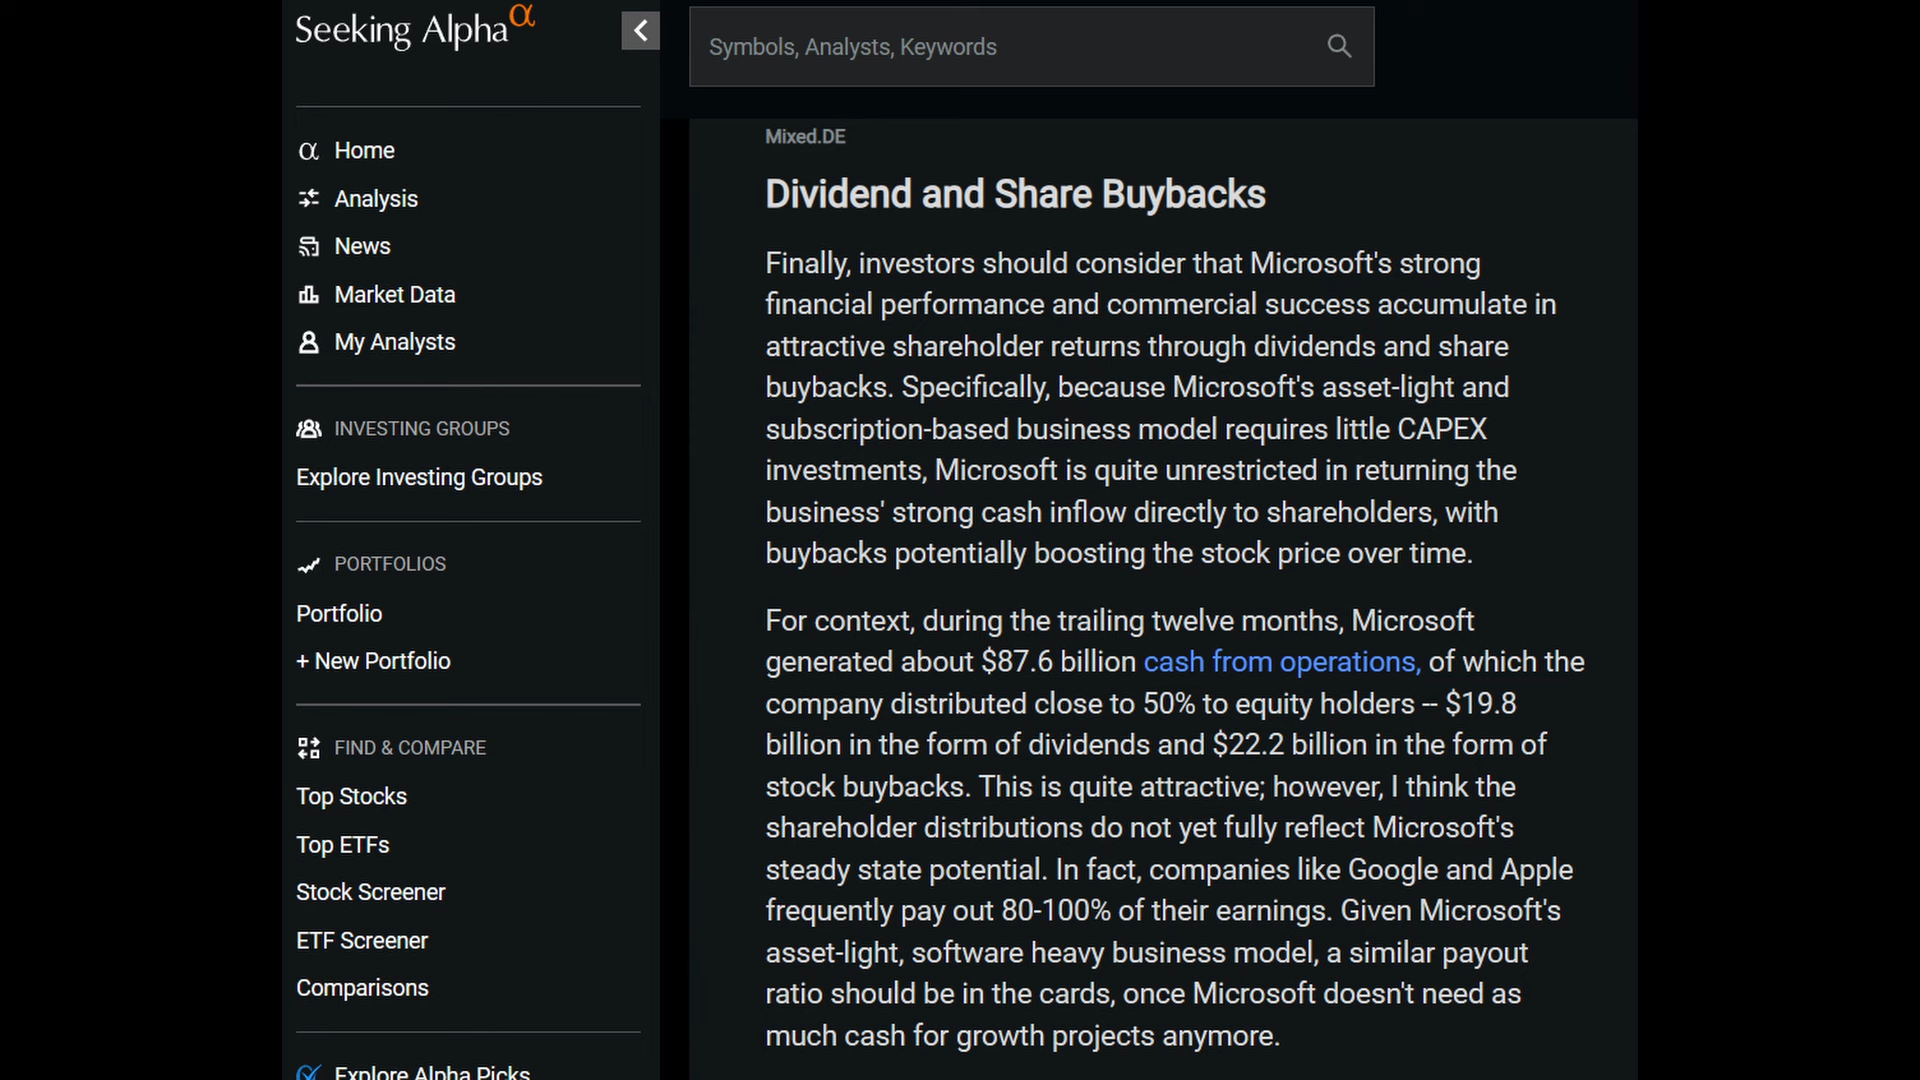 Seeking Alpha α
Symbols, Analysts, Keywords
Home
Analysis
News
Market Data
My Analysts
INVESTING GROUPS
Explore Investing Groups
PORTFOLIOS
Portfolio
+ New Portfolio
FIND & COMPARE
Top Stocks
Top ETFs
Stock Screener
ETF Screener
Comparisons
Explore Alpha Picks
Mixed.DE
Dividend and Share Buybacks
Finally, investors should consider that Microsoft's strong
financial performance and commercial success accumulate in
attractive shareholder returns through dividends and share
buybacks. Specifically, because Microsoft's asset-light and
subscription-based business model requires little CAPEX
investments, Microsoft is quite unrestricted in returning the
business' strong cash inflow directly to shareholders, with
buybacks potentially boosting the stock price over time.
For context, during the trailing twelve months, Microsoft
generated about $87.6 billion cash from operations, of which the
company distributed close to 50% to equity holders -- $19.8
billion in the form of dividends and $22.2 billion in the form of
stock buybacks. This is quite attractive; however, I think the
shareholder distributions do not yet fully reflect Microsoft's
steady state potential. In fact, companies like Google and Apple
frequently pay out 80-100% of their earnings. Given Microsoft's
asset-light, software heavy business model, a similar payout
ratio should be in the cards, once Microsoft doesn't need as
much cash for growth projects anymore.